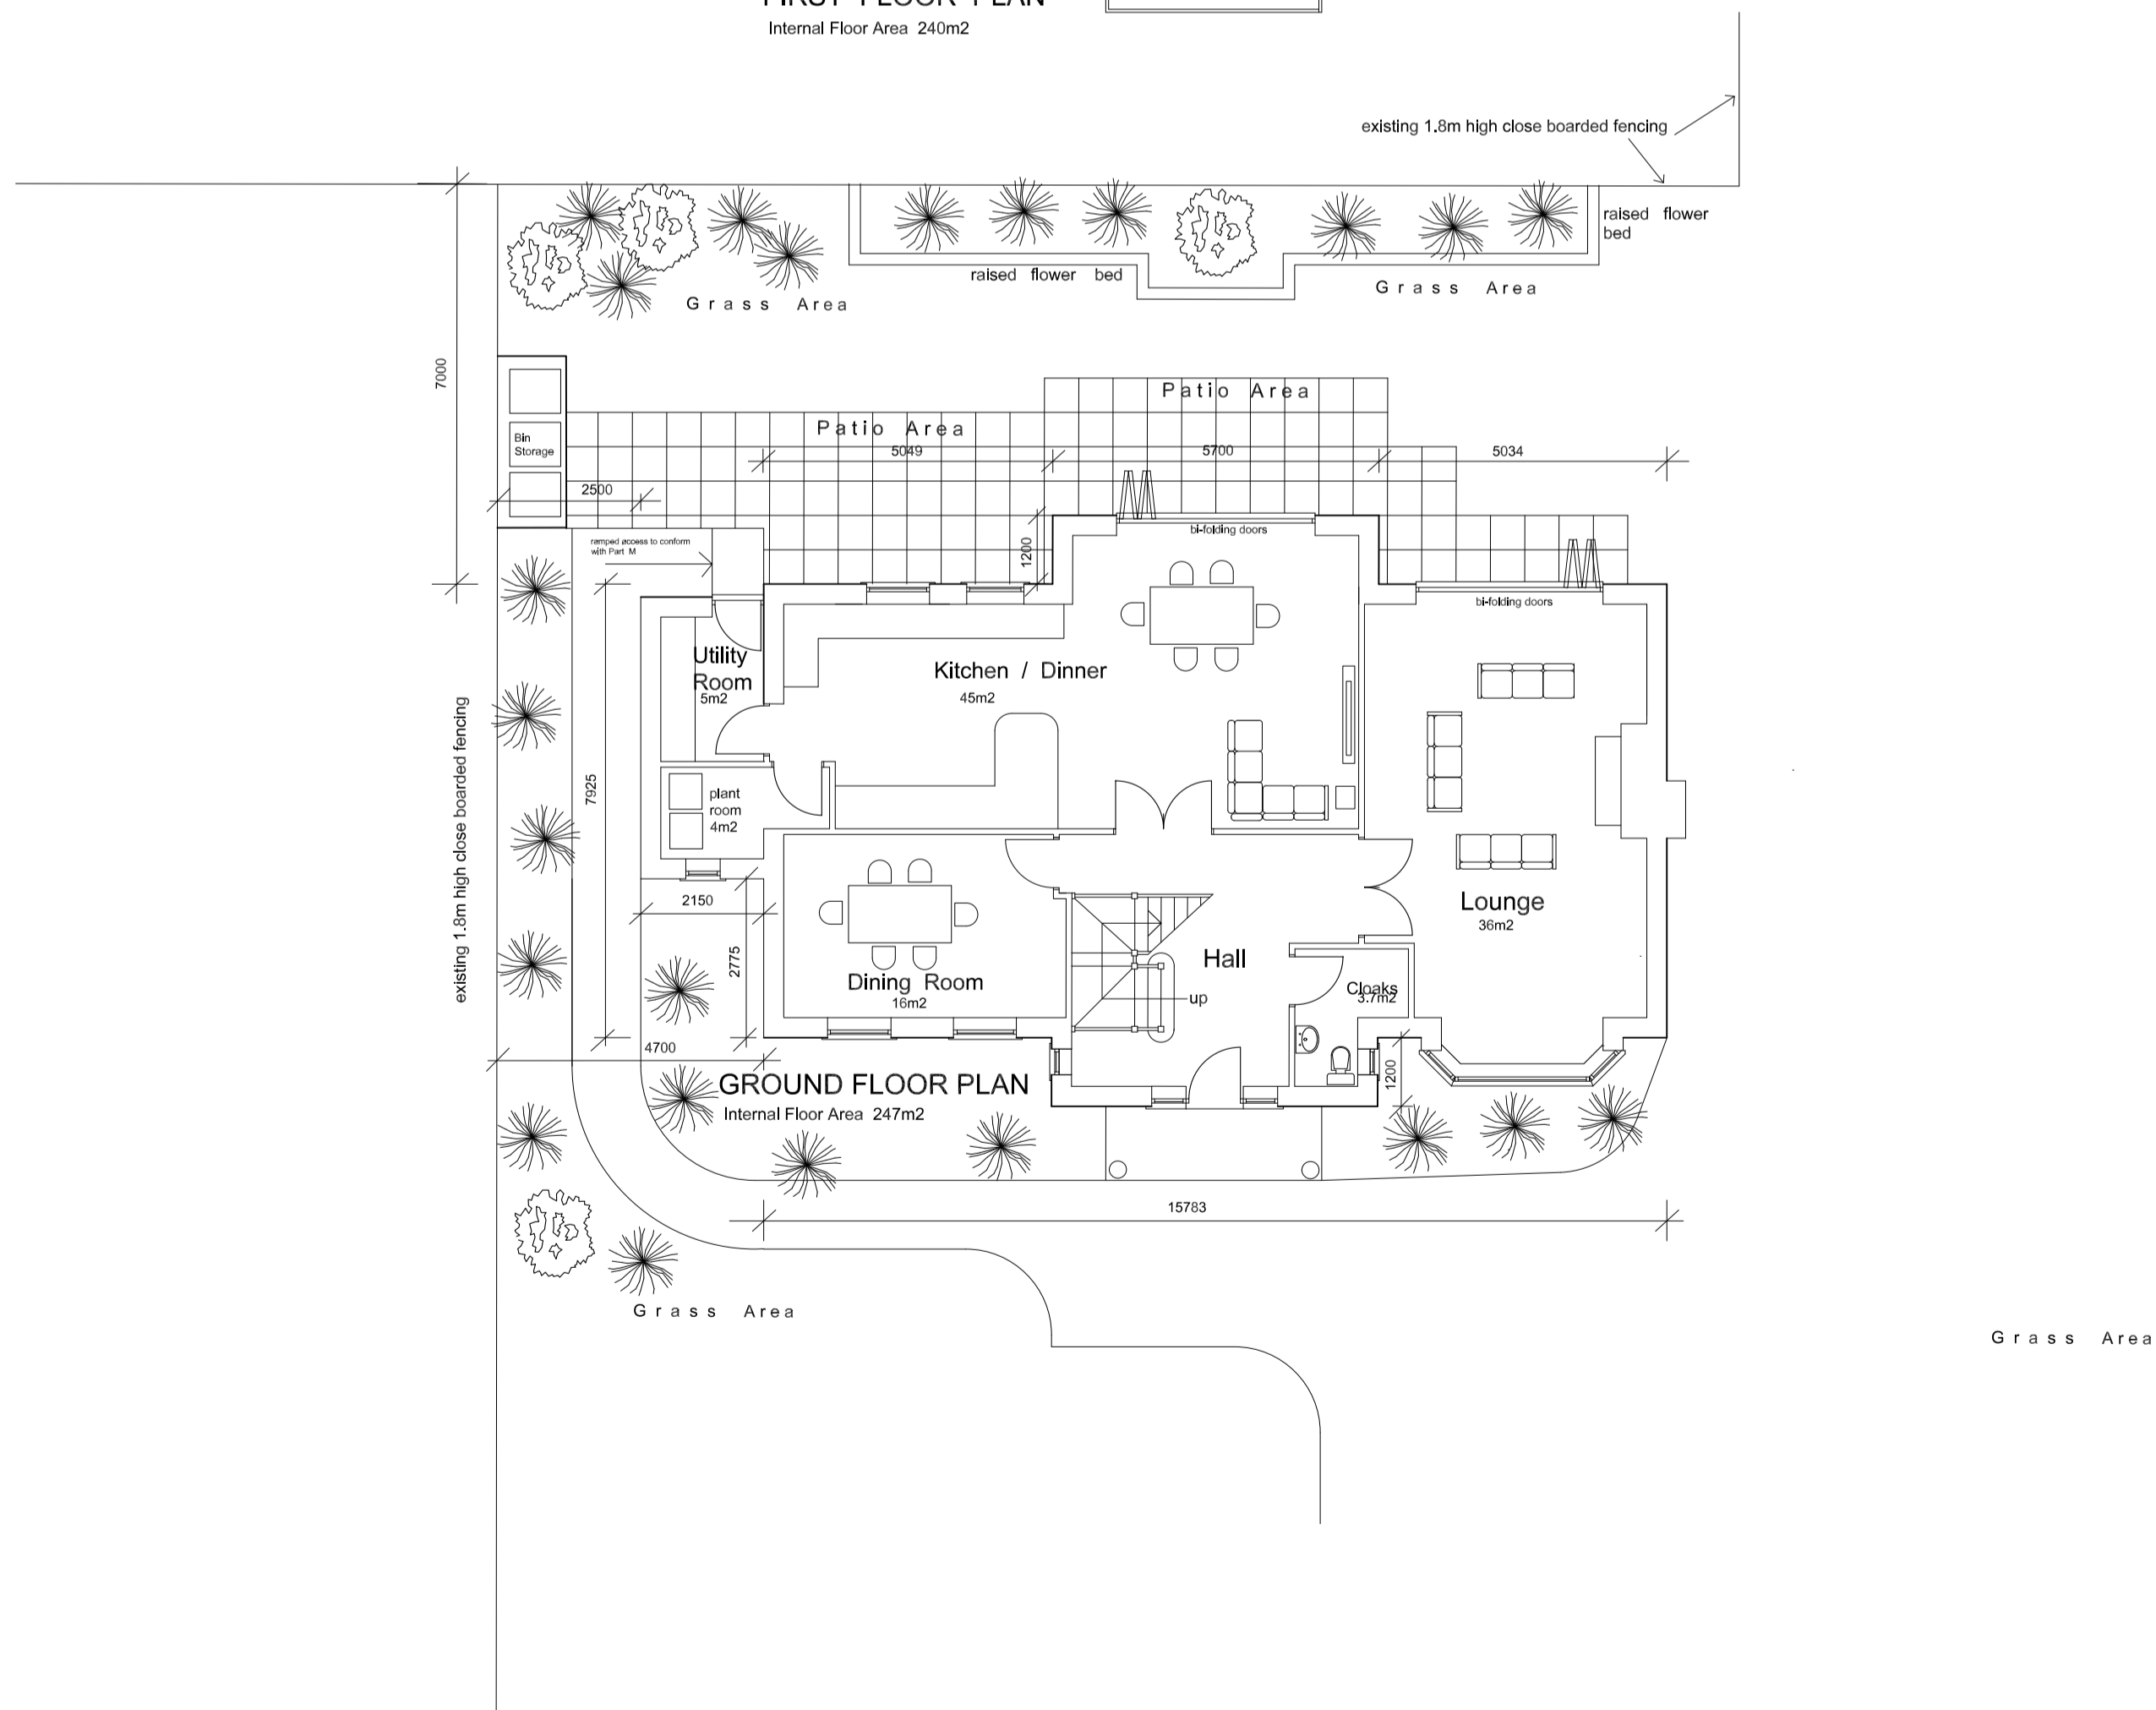 FIRST FLOOR PLAN
Internal Floor Area 240m2
existing 1.8m high close boarded fencing
raised flower
bed
raised flower bed
Grass Area
Grass Area
7000
Patio Area
Patio Area
Bin
Storage
5049
5700
5034
2500
bi-folding doors
ramped access to conform
with Part M
1200
bi-folding doors
Utility
Room
5m2
Kitchen / Dinner
45m2
existing 1.8m high close boarded fencing
7925
plant
room
4m2
2150
Lounge
36m2
2775
Hall
Dining Room
16m2
up
Cloaks
3.7m2
4700
1200
GROUND FLOOR PLAN
Internal Floor Area 247m2
15783
Grass Area
Grass Area